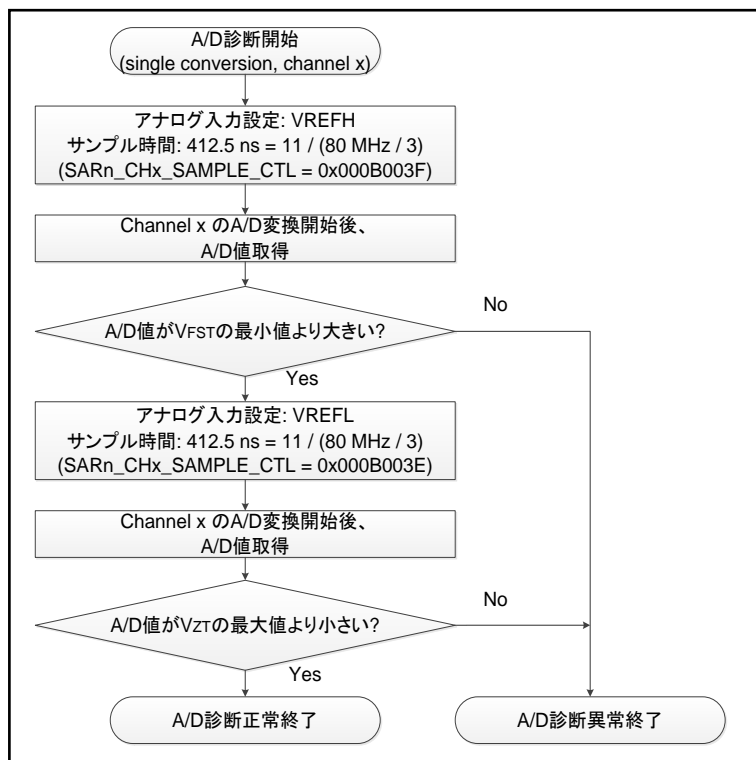 A/D診断開始
(single conversion, channel x)
アナログ入力設定: VREFH
サンプル時間: 412.5 ns = 11 / (80 MHz / 3)
(SARn_CHx_SAMPLE_CTL = 0x000B003F)
Channel x のA/D変換開始後、
A/D値取得
No
A/D値がVFSTの最小値より大きい?
Yes
アナログ入力設定: VREFL
サンプル時間: 412.5 ns = 11 / (80 MHz / 3)
(SARn_CHx_SAMPLE_CTL = 0x000B003E)
Channel x のA/D変換開始後、
A/D値取得
No
A/D値がVZTの最大値より小さい?
Yes
A/D診断正常終了
A/D診断異常終了